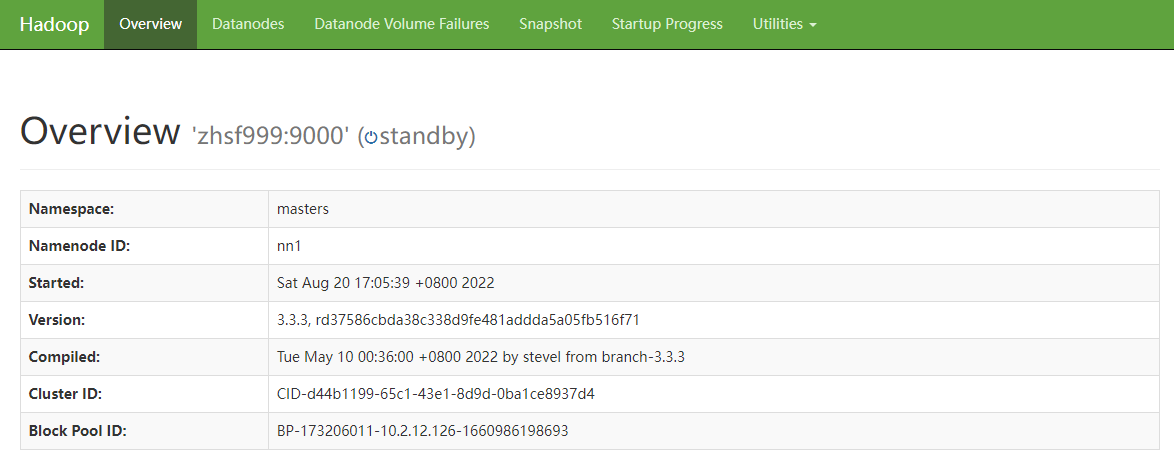 Hadoop Overview Datanodes Datanode Volume Failures Snapshot Startup Progress Utilities
Overview 'zhsf999:9000' (standby)
Namespace: masters
Namenode ID: nn1
Started: Sat Aug 20 17:05:39 +0800 2022
Version: 3.3.3, rd37586cbda38c338d9fe481addda5a05fb516f71
Compiled: Tue May 10 00:36:00 +0800 2022 by stevel from branch-3.3.3
Cluster ID: CID-d44b1199-65c1-43e1-8d9d-0ba1ce8937d4
Block Pool ID: BP-173206011-10.2.12.126-1660986198693